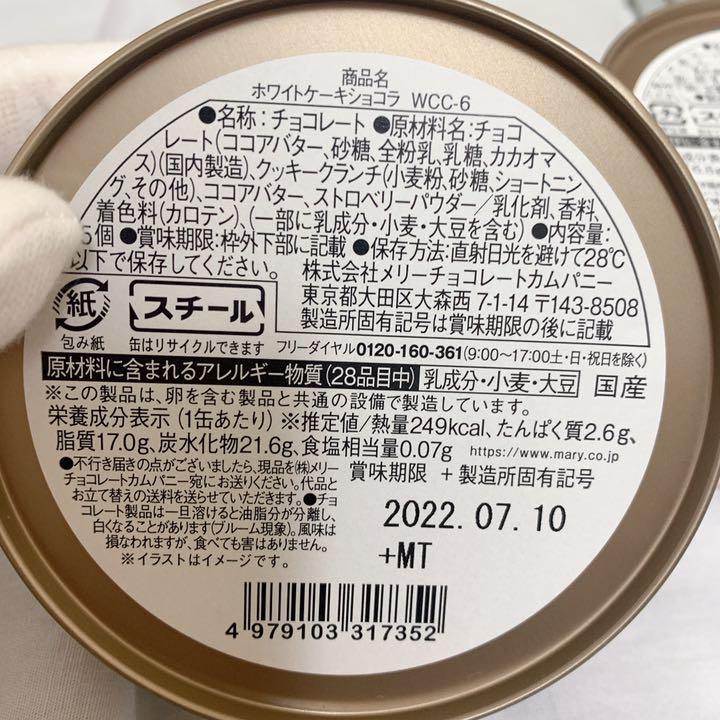 商品名
ホワイトケーキショコラ WCC-6
●名称:チョコレート ●原材料名:チョコ
レート(ココアバター、砂糖、全粉乳、乳糖、カカオマ
ス)(国内製造)、クッキークランチ(小麦粉、砂糖、ショートニン
グ、その他)、ココアバター、ストロベリーパウダー/乳化剤、香料、
着色料(カロテン)、(一部に乳成分・小麦・大豆を含む) ●内容量:
5個 ●賞味期限:枠外下部に記載 ●保存方法:直射日光を避けて28℃
以下で保存してください。 株式会社メリーチョコレートカムパニー
東京都大田区大森西 7-1-14 〒143-8508
製造所固有記号は賞味期限の後に記載
紙 スチール
包み紙 缶はリサイクルできます フリーダイヤル0120-160-361(9:00~17:00土・日・祝日を除く)
原材料に含まれるアレルギー物質(28品目中) 乳成分・小麦・大豆 国産
※この製品は、卵を含む製品と共通の設備で製造しています。
栄養成分表示(1缶あたり) ※推定値/熱量249kcal、たんぱく質2.6g、
脂質17.0g、炭水化物21.6g、食塩相当量0.07g https://www.mary.co.jp
●不行き届きの点がございましたら、現品を㈱メリー
チョコレートカムパニー宛にお送りください。代品と
お立て替えの送料を送らせていただきます。●チョ
コレート製品は一旦溶けると油脂分が分離し、
白くなることがあります(ブルーム現象)。風味は
損なわれますが、食べても害はありません。
※イラストはイメージです。
賞味期限 +製造所固有記号
2022.07.10
+MT
4 979103 317352